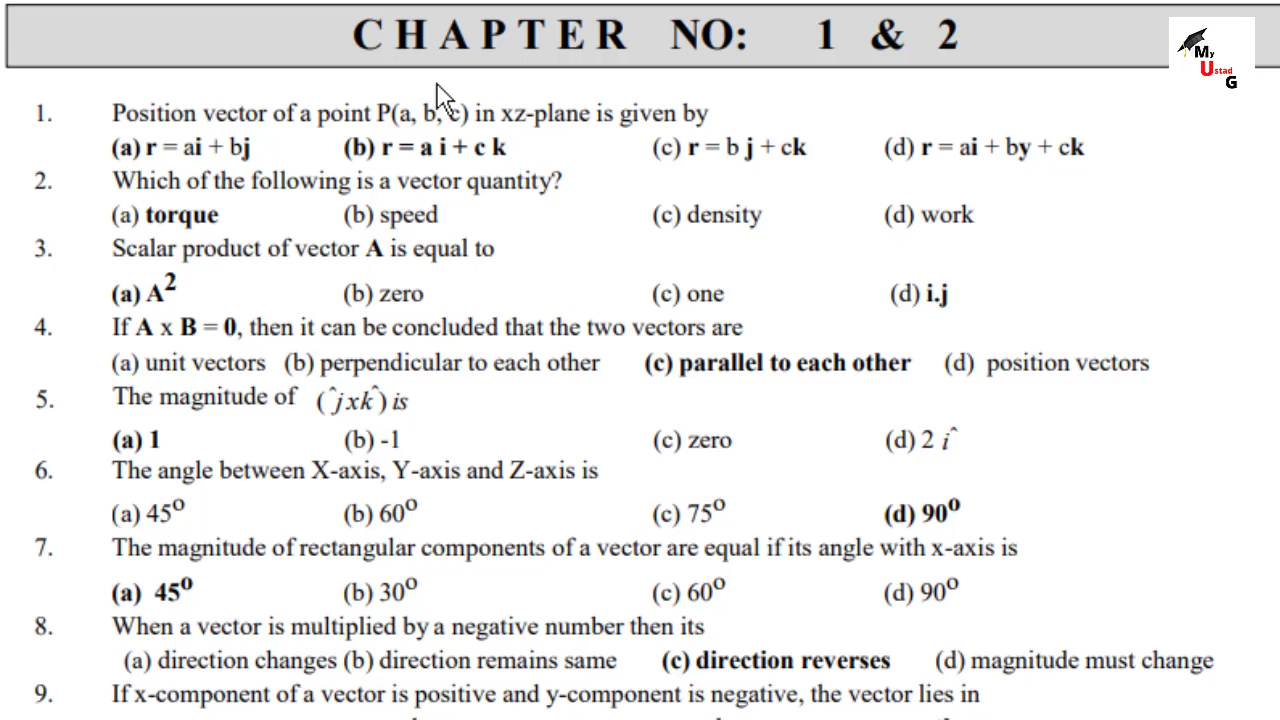 CHAPTER NO: 1 & 2
My
Ustad
G
1. Position vector of a point P(a, b, c) in xz-plane is given by
(a) r = ai + bj (b) r = a i + c k (c) r = b j + ck (d) r = ai + by + ck
2. Which of the following is a vector quantity?
(a) torque (b) speed (c) density (d) work
3. Scalar product of vector A is equal to
(a) A² (b) zero (c) one (d) i.j
4. If A x B = 0, then it can be concluded that the two vectors are
(a) unit vectors (b) perpendicular to each other (c) parallel to each other (d) position vectors
5. The magnitude of (ˆj x kˆ) is
(a) 1 (b) -1 (c) zero (d) 2 iˆ
6. The angle between X-axis, Y-axis and Z-axis is
(a) 45º (b) 60º (c) 75º (d) 90º
7. The magnitude of rectangular components of a vector are equal if its angle with x-axis is
(a) 45º (b) 30º (c) 60º (d) 90º
8. When a vector is multiplied by a negative number then its
(a) direction changes (b) direction remains same (c) direction reverses (d) magnitude must change
9. If x-component of a vector is positive and y-component is negative, the vector lies in